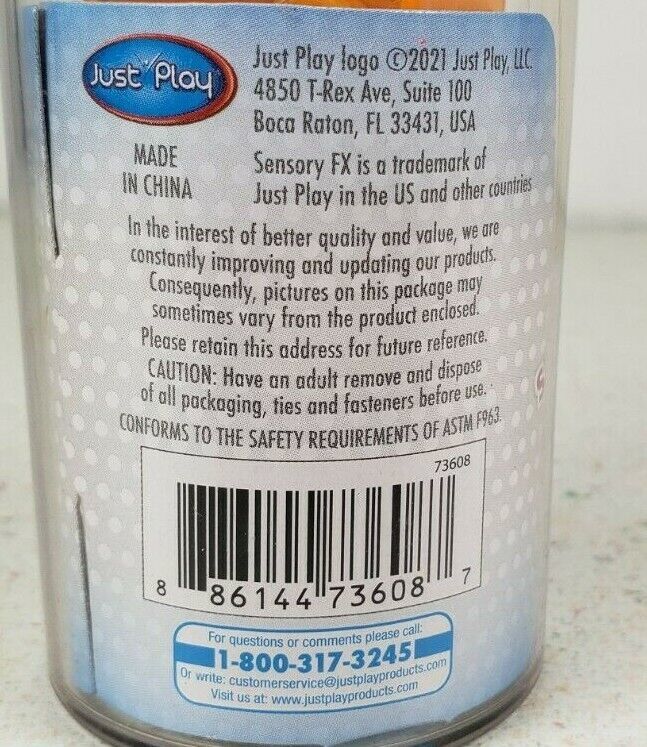 Just Play
Just Play logo ©2021 Just Play, LLC.
4850 T-Rex Ave, Suite 100
Boca Raton, FL 33431, USA
MADE
IN CHINA
Sensory FX is a trademark of
Just Play in the US and other countries
In the interest of better quality and value, we are
constantly improving and updating our products.
Consequently, pictures on this package may
sometimes vary from the product enclosed.
Please retain this address for future reference.
CAUTION: Have an adult remove and dispose
of all packaging, ties and fasteners before use.
CONFORMS TO THE SAFETY REQUIREMENTS OF ASTM F963.
73608
8 86144 73608 7
For questions or comments please call:
1-800-317-3245
Or write: customerservice@justplayproducts.com
Visit us at: www.justplayproducts.com